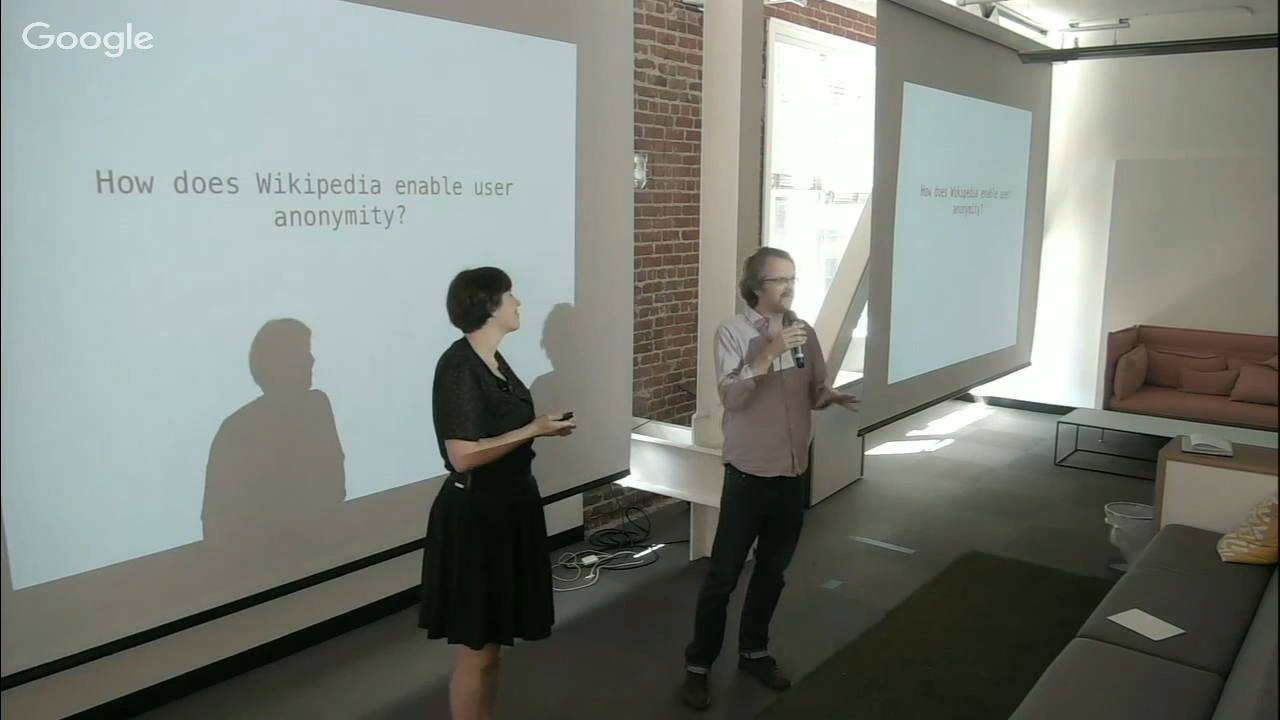 Google
How does Wikipedia enable user
anonymity?
How does Wikipedia enable user
anonymity?